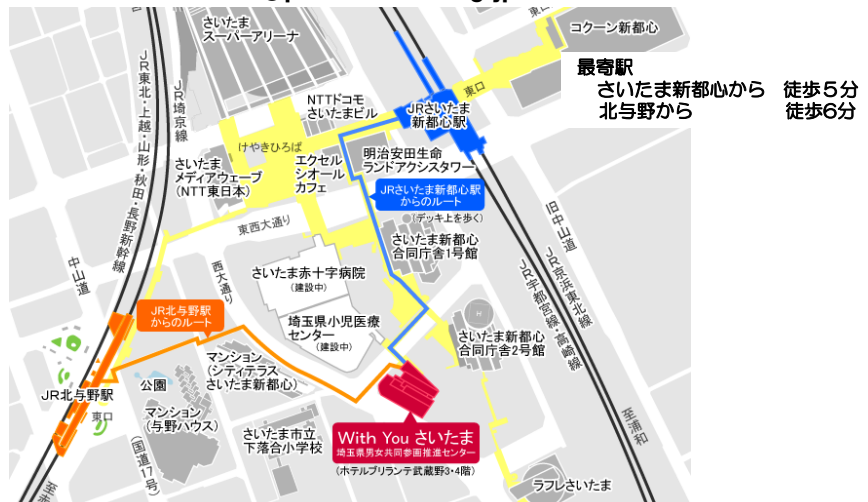 さいたま
スーパーアリーナ
コクーン新都心
最寄駅
さいたま新都心から 徒歩5分
北与野から 徒歩6分
JR東北・上越・山形・秋田・長野新幹線
JR埼京線
NTTドコモ
さいたまビル
JRさいたま
新都心駅
東口
けやきひろば
さいたま
メディアウェーブ
(NTT東日本)
エクセル
シオール
カフェ
明治安田生命
ランドアクシスタワー
JRさいたま新都心駅
からのルート
(デッキ上を歩く)
東西大通り
旧中山道
さいたま新都心
合同庁舎1号館
中山道
西大通り
さいたま赤十字病院
(建設中)
JR京浜東北線
JR宇都宮線・高崎線
JR北与野駅
からのルート
埼玉県小児医療
センター
(建設中)
H
さいたま新都心
合同庁舎2号館
マンション
(シティテラス
さいたま新都心)
JR北与野駅
東口
公園
マンション
(与野ハウス)
(国道17号)
さいたま市立
下落合小学校
With You さいたま
埼玉県男女共同参画推進センター
(ホテルブリランテ武蔵野3・4階)
至浦和
至赤羽
ラフレさいたま